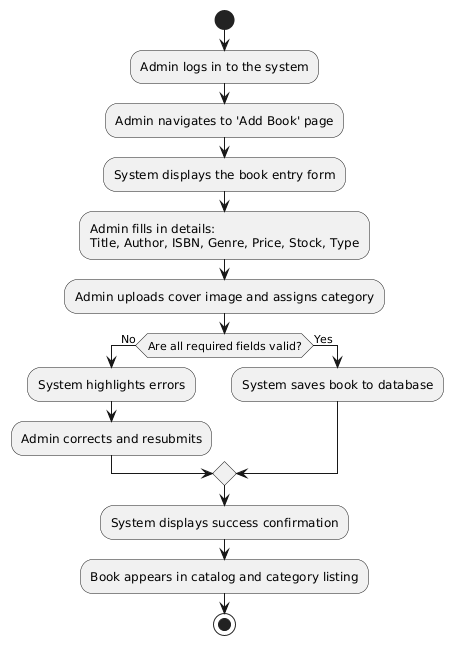 Admin logs in to the system
Admin navigates to 'Add Book' page
System displays the book entry form
Admin fills in details:
Title, Author, ISBN, Genre, Price, Stock, Type
Admin uploads cover image and assigns category
Are all required fields valid?
No
Yes
System highlights errors
System saves book to database
Admin corrects and resubmits
System displays success confirmation
Book appears in catalog and category listing